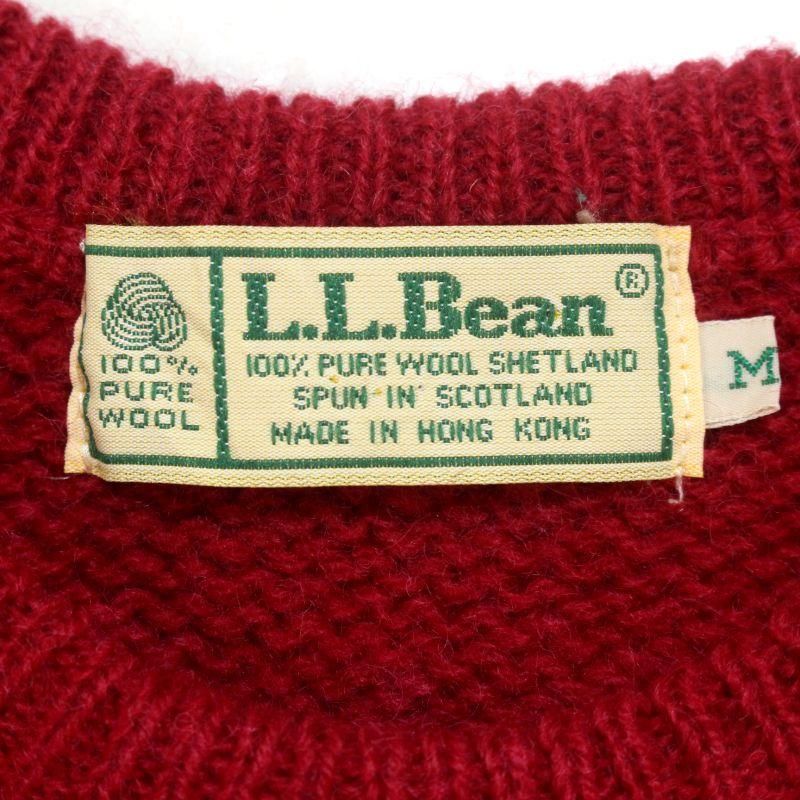 100%
PURE
WOOL
L.L.Bean®
100% PURE WOOL SHETLAND
SPUN IN SCOTLAND
MADE IN HONG KONG
M